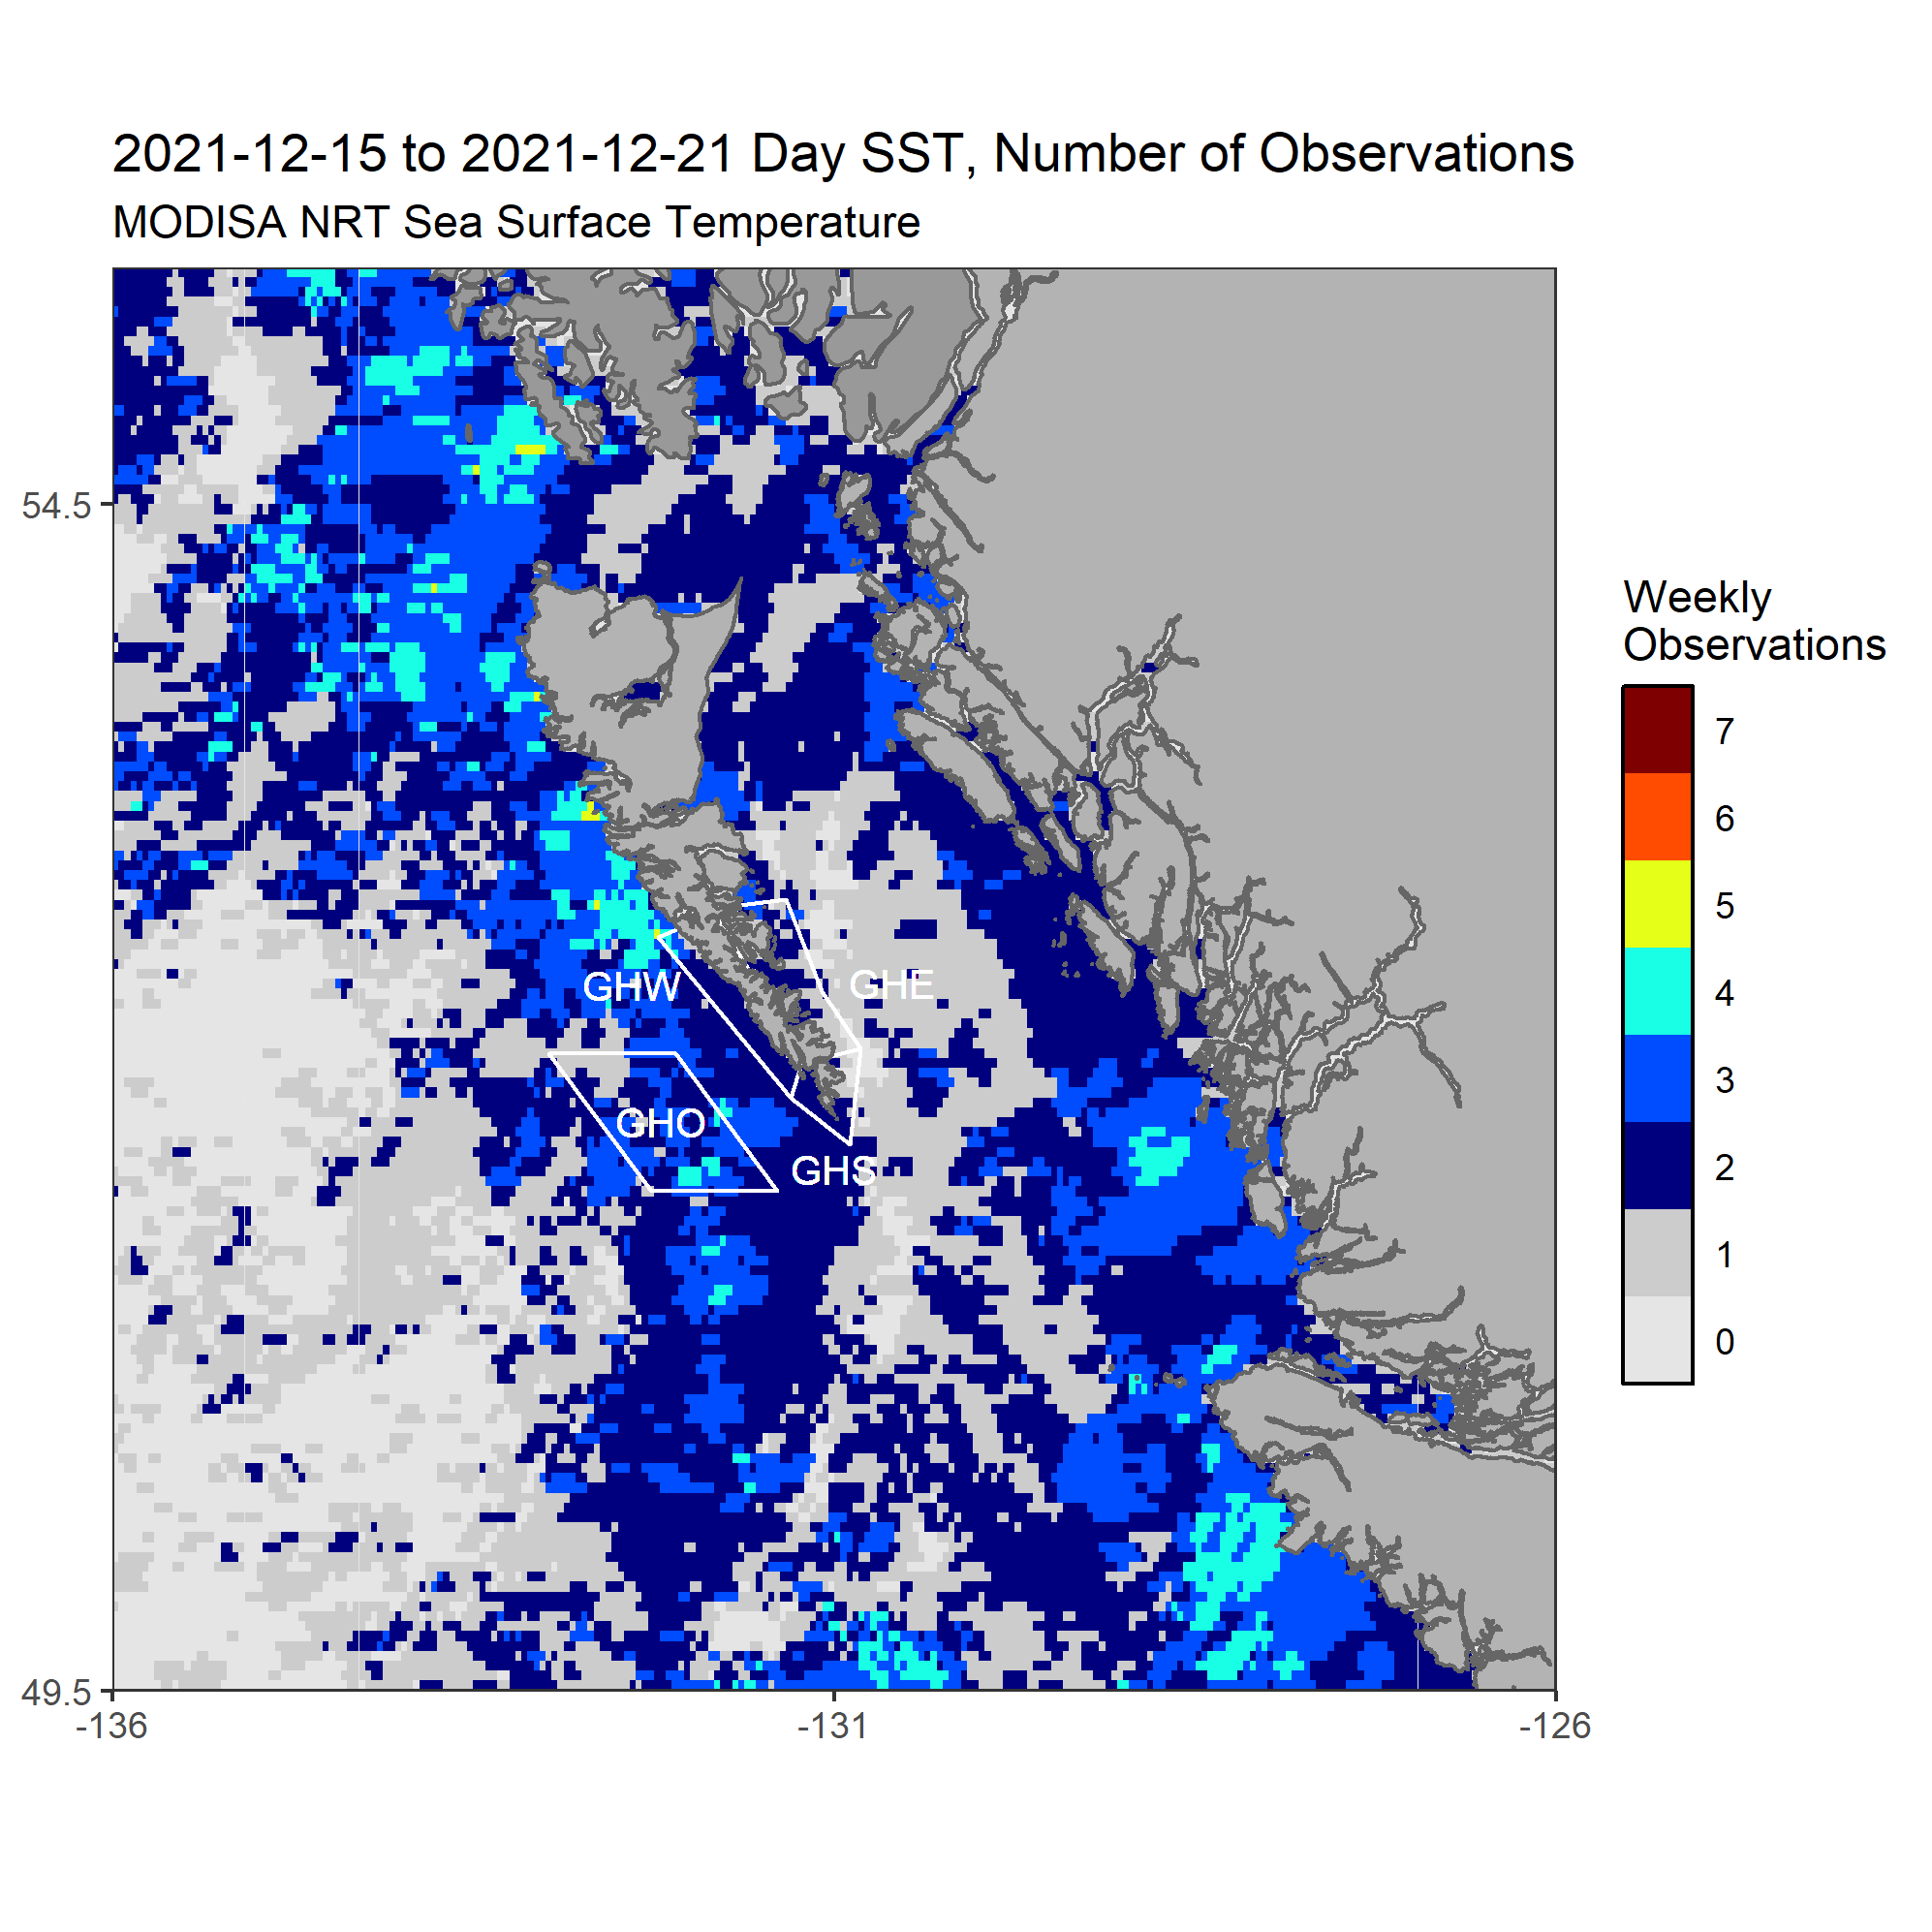 2021-12-15 to 2021-12-21 Day SST, Number of Observations
MODISA NRT Sea Surface Temperature
54.5
49.5
-136
-131
-126
GHW
GHE
GHO
GHS
Weekly
Observations
7
6
5
4
3
2
1
0